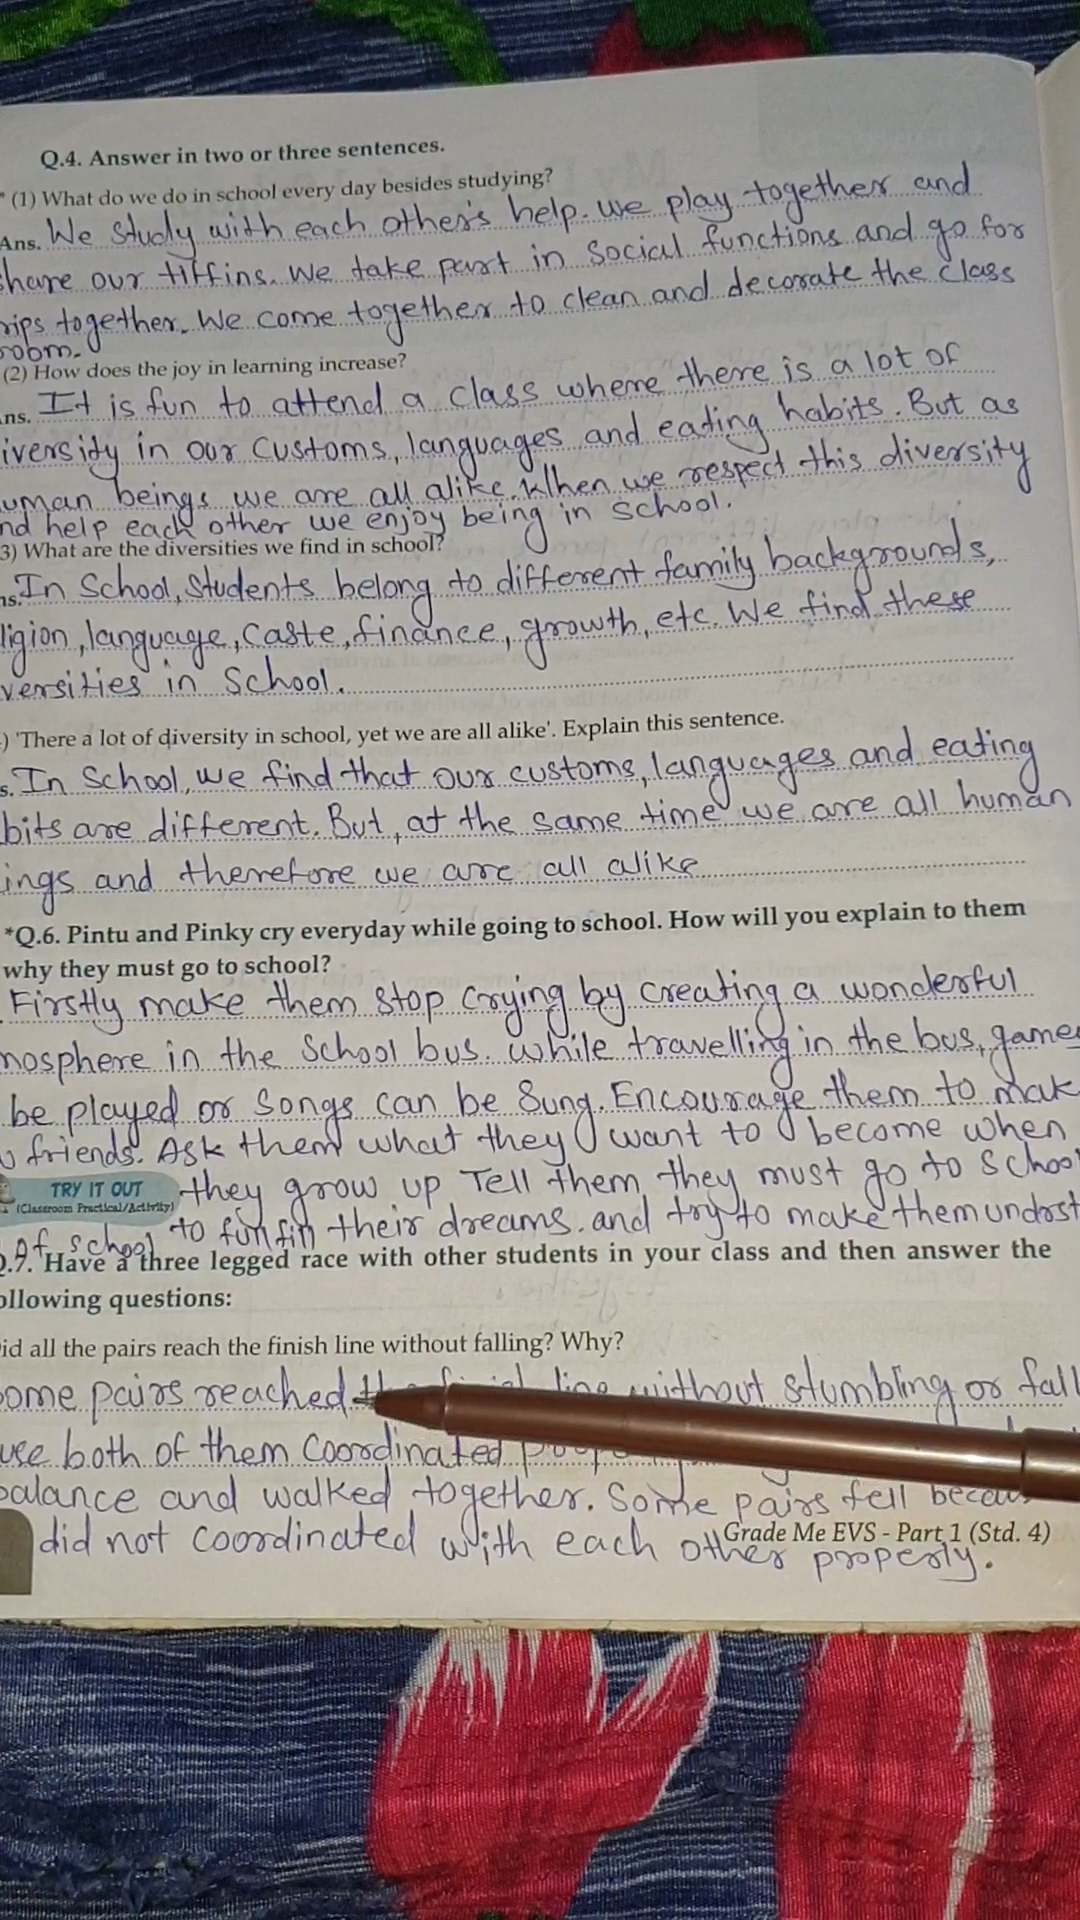 Q.4. Answer in two or three sentences.
* (1) What do we do in school every day besides studying?
Ans. We study with each other's help. we play together and
hare our tiffins. We take part in social functions and go for
rips together. We come together to clean and decorate the class
room.
(2) How does the joy in learning increase?
ns. It is fun to attend a class where there is a lot of
iversity in our customs, languages and eating habits. But as
uman beings we are all alike. When we respect this diversity
nd help each other we enjoy being in school.
3) What are the diversities we find in school?
ns. In School, Students belong to different family backgrounds,
ligion, language, caste, finance, growth, etc. We find these
versities in School.
) 'There a lot of diversity in school, yet we are all alike'. Explain this sentence.
s. In School, we find that our customs, languages and eating
bits are different. But, at the same time we are all human
ings and therefore we are all alike
*Q.6. Pintu and Pinky cry everyday while going to school. How will you explain to them
why they must go to school?
Firstly make them stop crying by creating a wonderful
mosphere in the School bus. while travelling in the bus, games
be played or songs can be sung. Encourage them to mak
friends. Ask them what they want to become when
TRY IT OUT
(Classroom Practical/Activity)
they grow up Tell them they must go to School
to their dreams. and try to make them undrst
Of school
.7. Have a three legged race with other students in your class and then answer the
ollowing questions:
id all the pairs reach the finish line without falling? Why?
ome pairs reached line without stumbling or fall
use both of them Coordinated
balance and walked together. Some pairs fell becau
did not coordinated with each other properly.
Grade Me EVS - Part 1 (Std. 4)